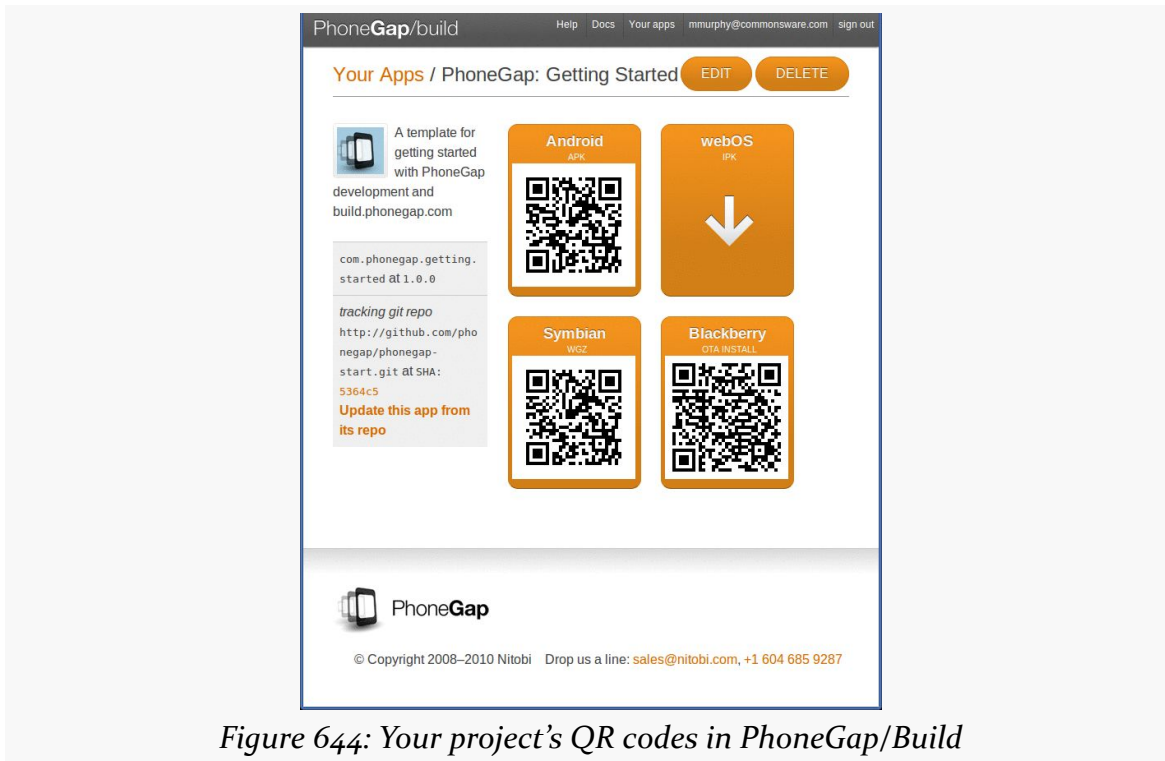 PhoneGap/build
Help Docs Your apps mmurphy@commonsware.com sign out
Your Apps / PhoneGap: Getting Started EDIT DELETE
A template for
getting started
with PhoneGap
development and
build.phonegap.com
com.phonegap.getting.
started at 1.0.0
tracking git repo
http://github.com/pho
negap/phonegap-
start.git at SHA:
5364c5
Update this app from
its repo
Android
APK
webOS
IPK
Symbian
WGZ
Blackberry
OTA INSTALL
PhoneGap
© Copyright 2008–2010 Nitobi Drop us a line: sales@nitobi.com, +1 604 685 9287
Figure 644: Your project's QR codes in PhoneGap/Build